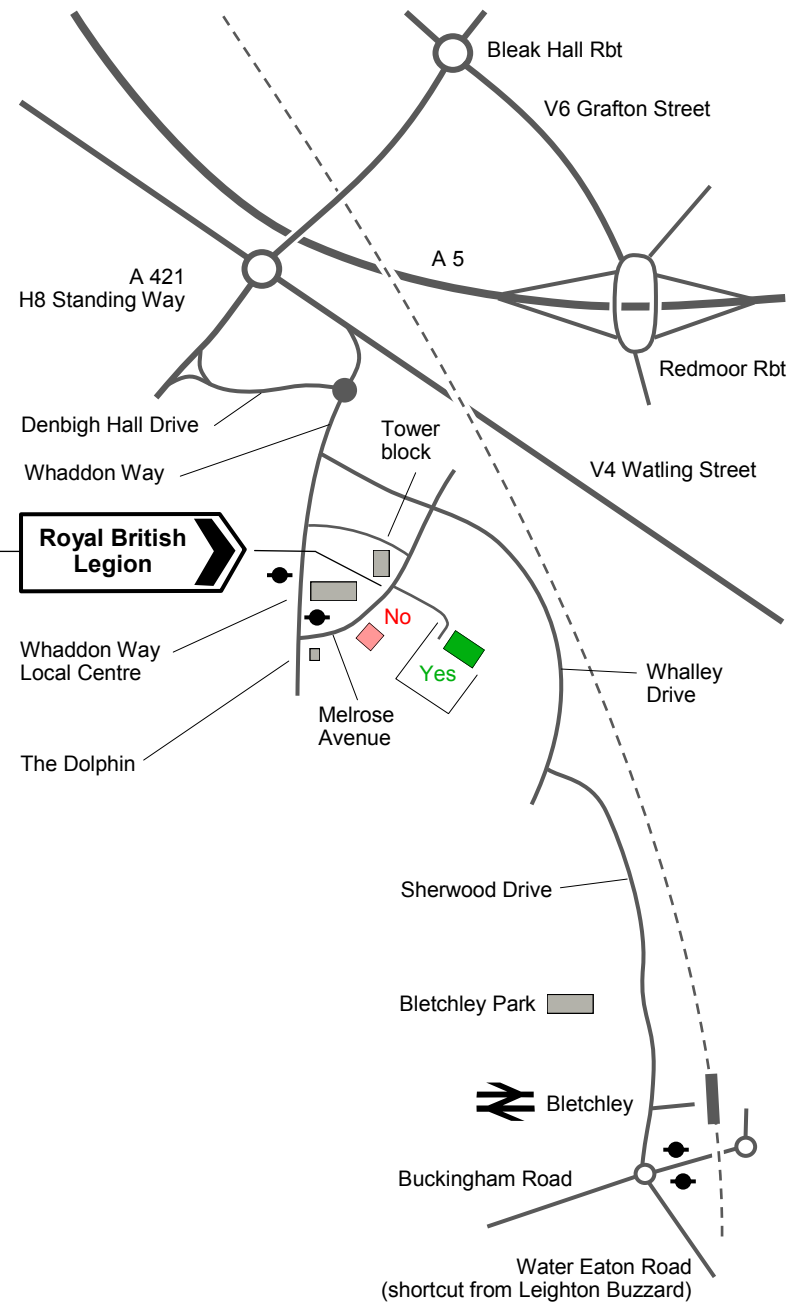 Bleak Hall Rbt
V6 Grafton Street
A 5
A 421
H8 Standing Way
Redmoor Rbt
Denbigh Hall Drive
Tower
block
Whaddon Way
V4 Watling Street
Royal British
Legion
No
Whaddon Way
Local Centre
Yes
Whalley
Drive
Melrose
Avenue
The Dolphin
Sherwood Drive
Bletchley Park
Bletchley
Buckingham Road
Water Eaton Road
(shortcut from Leighton Buzzard)